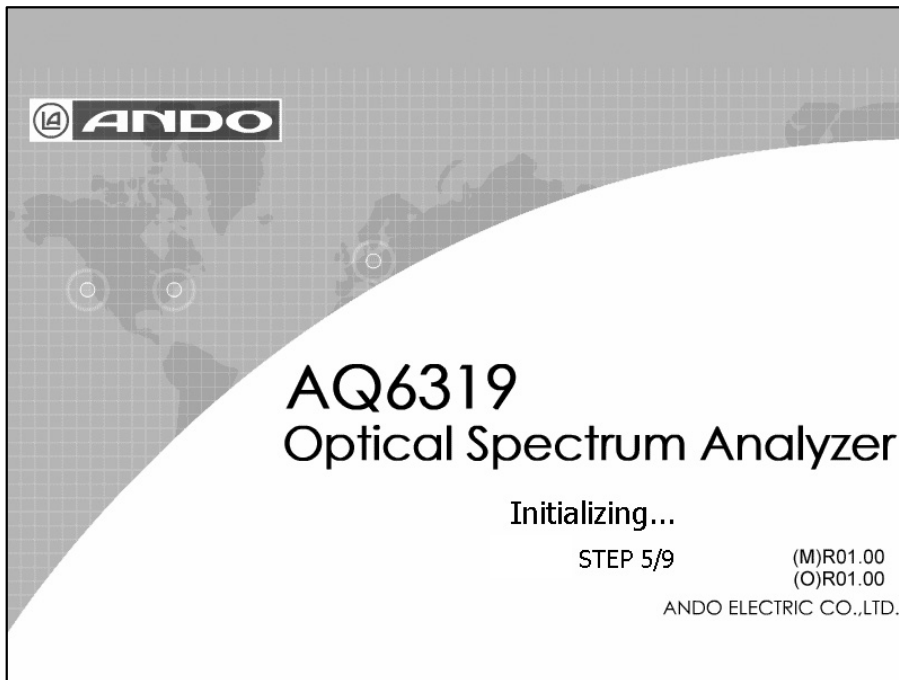 ANDO
AQ6319
Optical Spectrum Analyzer
Initializing...
STEP 5/9
(M)R01.00
(O)R01.00
ANDO ELECTRIC CO.,LTD.